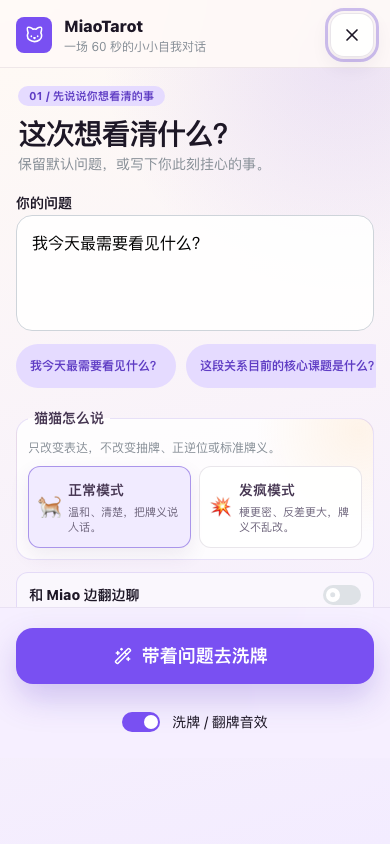 MiaoTarot
一场 60 秒的小小自我对话
01 / 先说说你想看清的事
这次想看清什么?
保留默认问题，或写下你此刻挂心的事。
你的问题
我今天最需要看见什么?
我今天最需要看见什么?
这段关系目前的核心课题是什么?
猫猫怎么说
只改变表达，不改变抽牌、正逆位或标准牌义。
正常模式
温和、清楚，把牌义说
人话。
发疯模式
梗更密、反差更大，牌
义不乱改。
和 Miao 边翻边聊
带着问题去洗牌
洗牌 / 翻牌音效